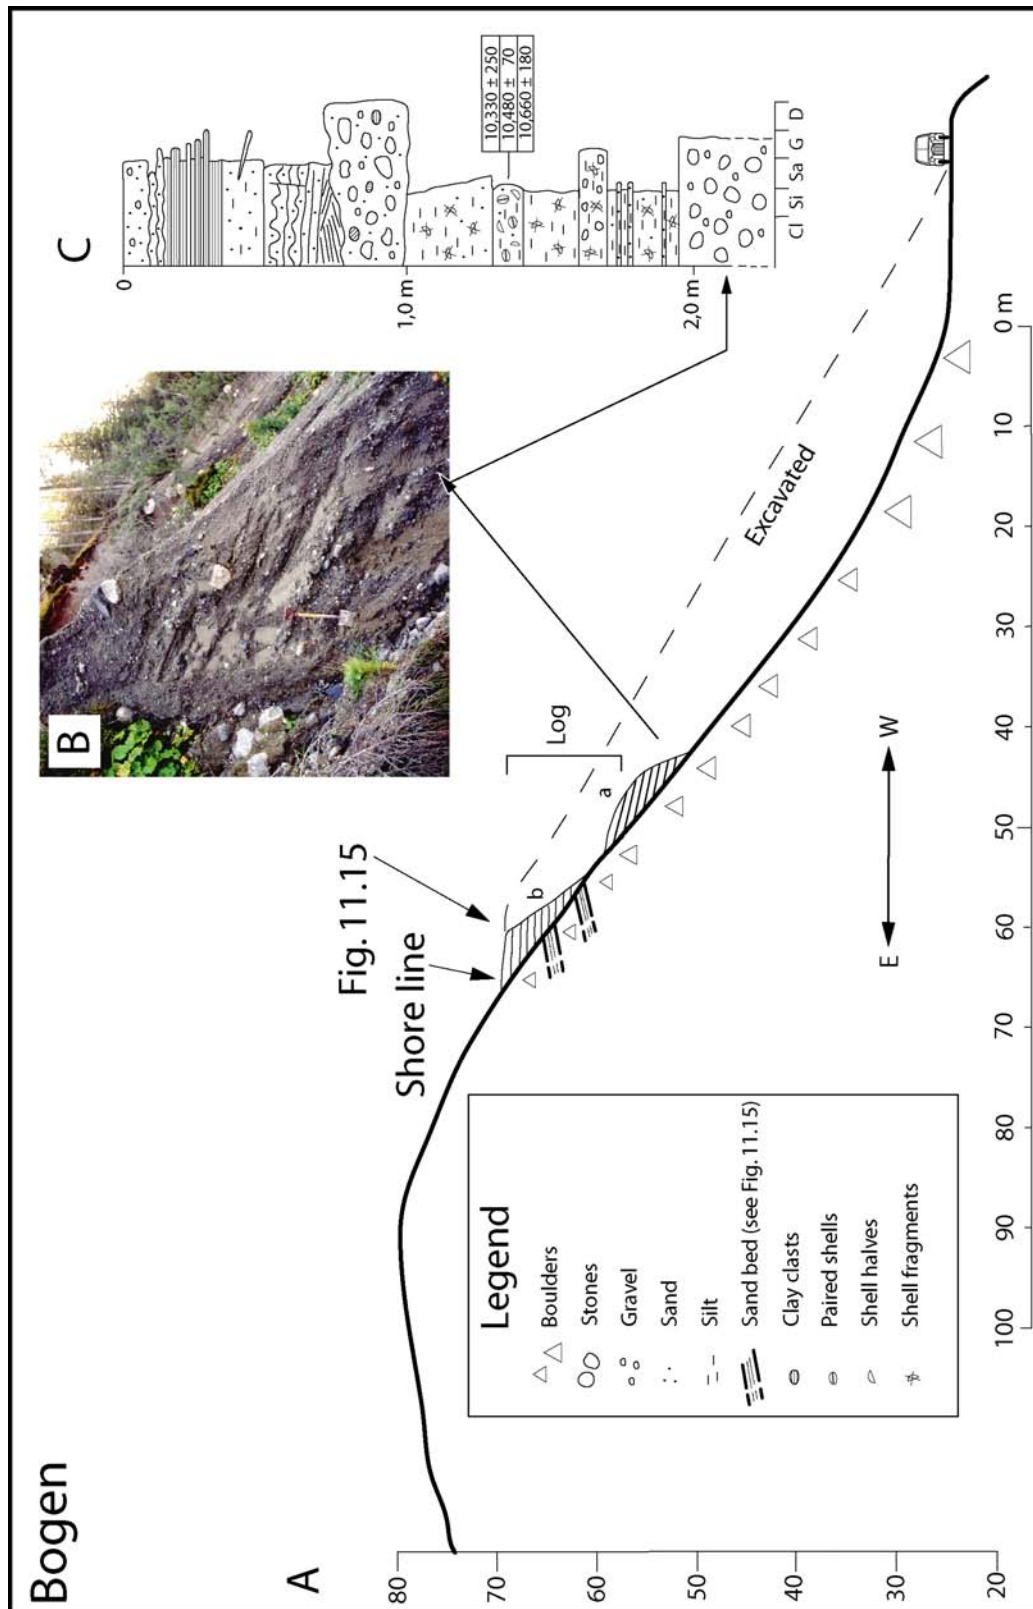 Bogen
A
80
70
60
50
40
30
20
100
90
80
70
60
50
40
30
20
10
0 m
Shore line
Fig. 11.15
b
a
Log
Excavated
E
W
B
C
0
1,0 m
2,0 m
10,330 ± 250
10,480 ± 70
10,660 ± 180
Cl Si Sa G D
Legend
Boulders
Stones
Gravel
Sand
Silt
Sand bed (see Fig. 11.15)
Clay clasts
Paired shells
Shell halves
Shell fragments